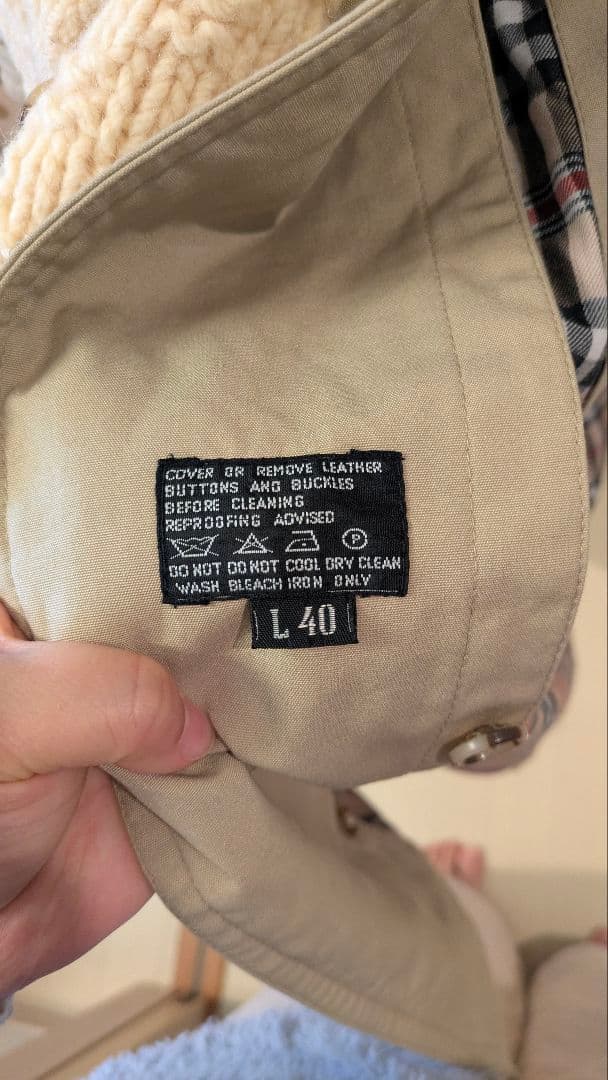 COVER OR REMOVE LEATHER
BUTTONS AND BUCKLES
BEFORE CLEANING
REPROOFING ADVISED
P
DO NOT DO NOT COOL DRY CLEAN
WASH BLEACH IRON ONLY
L 40